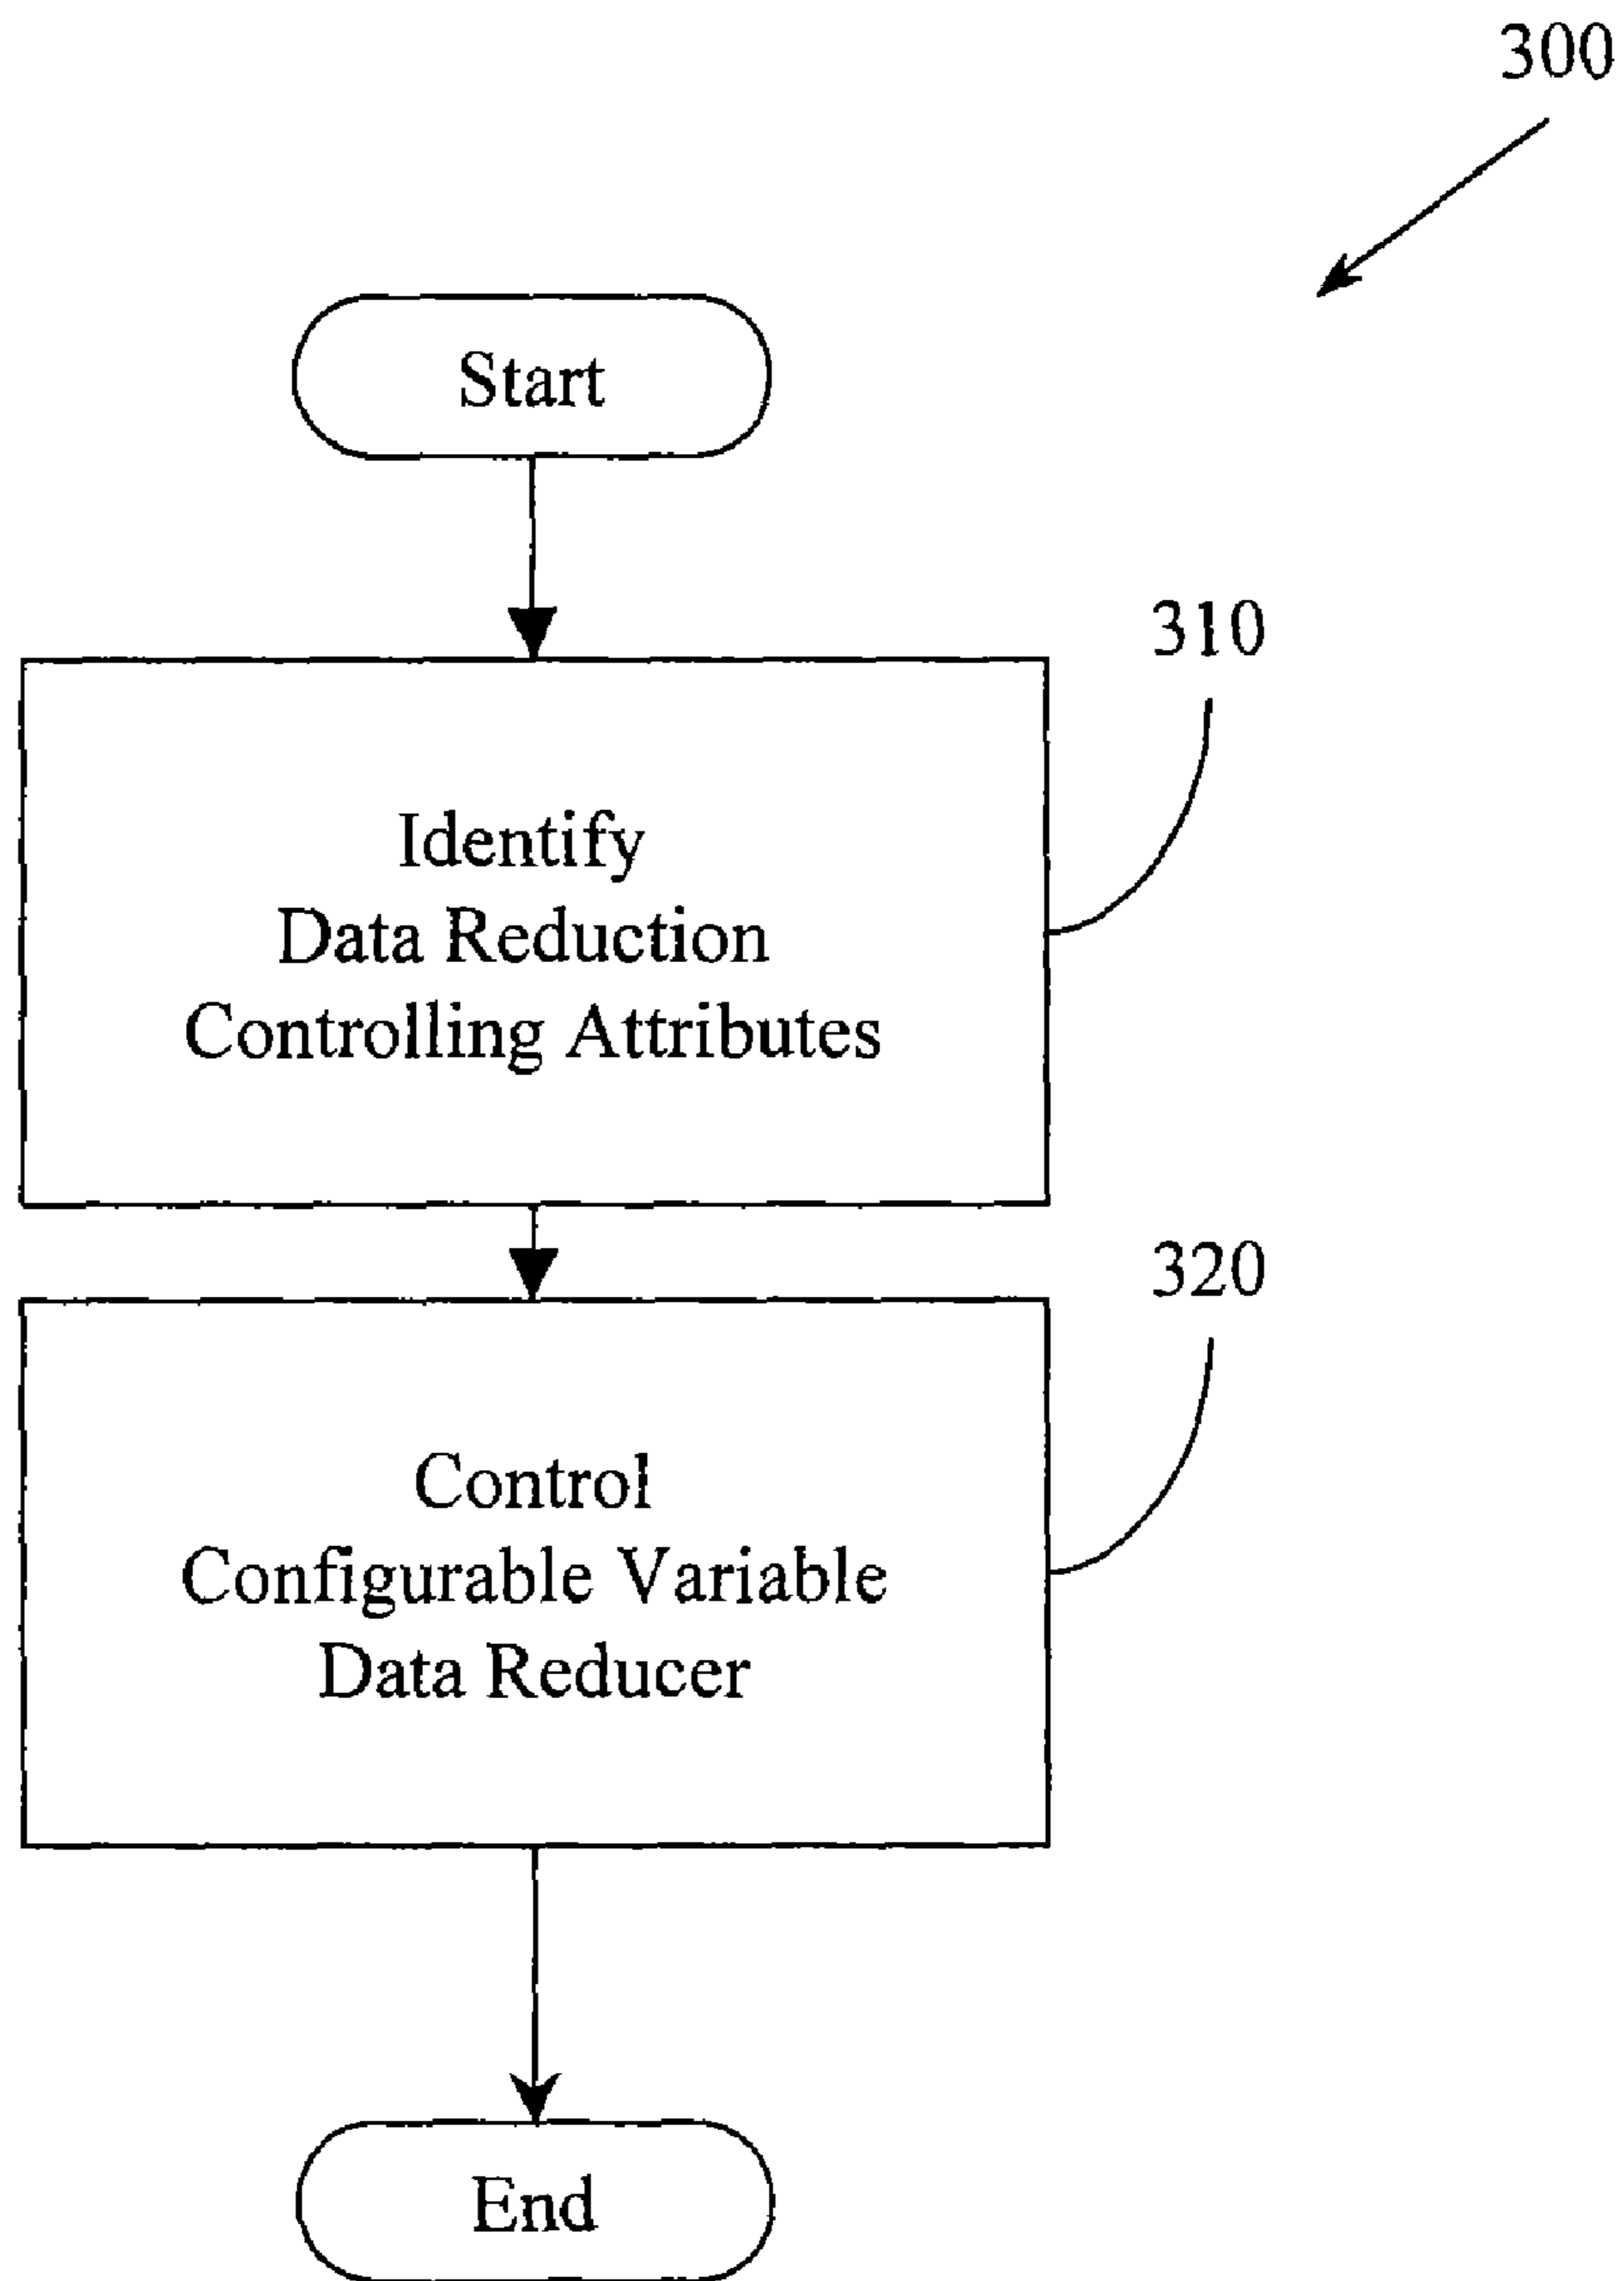 300
Start
310
Identify
Data Reduction
Controlling Attributes
320
Control
Configurable Variable
Data Reducer
End